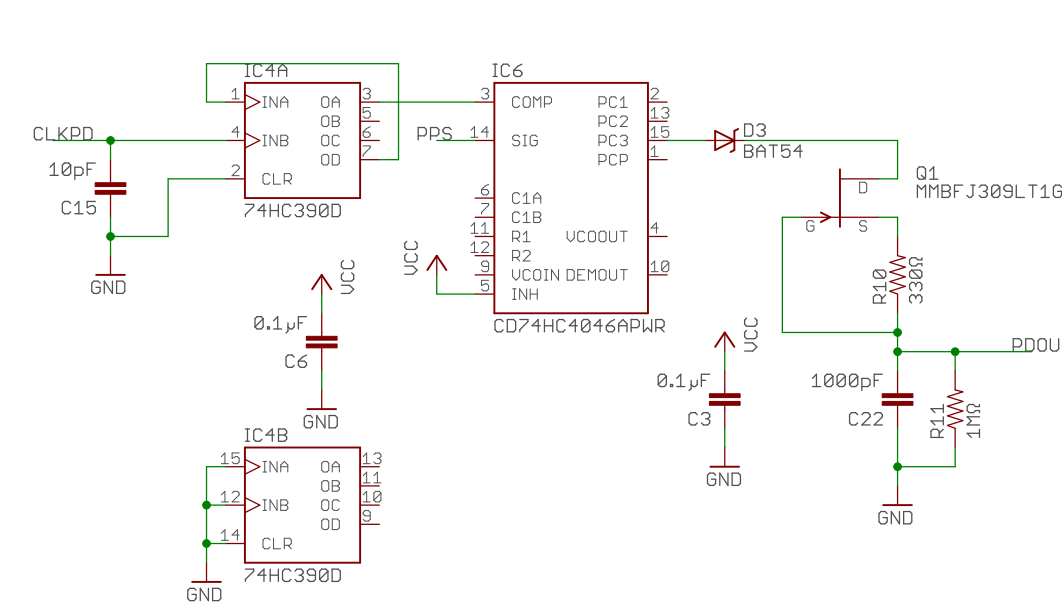 IC4A
1 INA OA 3
OB 5
CLKPD 4 INB OC 6
OD 7
10pF
2 CLR
C15
74HC390D
GND
IC6
3 COMP PC1 2
PC2 13
PPS 14 SIG PC3 15
PCP 1
6 C1A
7 C1B
11 R1 VCOOUT 4
12 R2
9 VCOIN DEMOUT 10
5 INH
VCC
CD74HC4046APWR
D3
BAT54
Q1
MMBFJ309LT1G
D
G S
R10
330Ω
PDOU
1000pF
C22
R11
1MΩ
GND
VCC
0.1µF
C6
GND
VCC
0.1µF
C3
GND
IC4B
15 INA OA 13
OB 11
12 INB OC 10
OD 9
14 CLR
74HC390D
GND